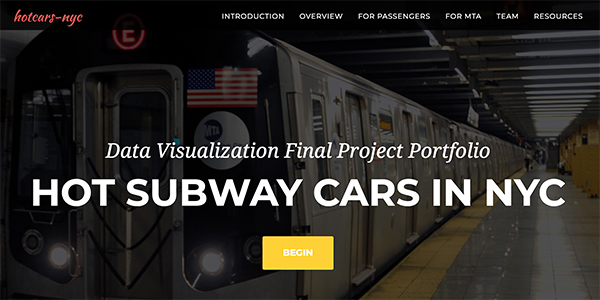 hotcars-nyc
INTRODUCTION OVERVIEW FOR PASSENGERS FOR MTA TEAM RESOURCES
E
MTA
Data Visualization Final Project Portfolio
HOT SUBWAY CARS IN NYC
BEGIN